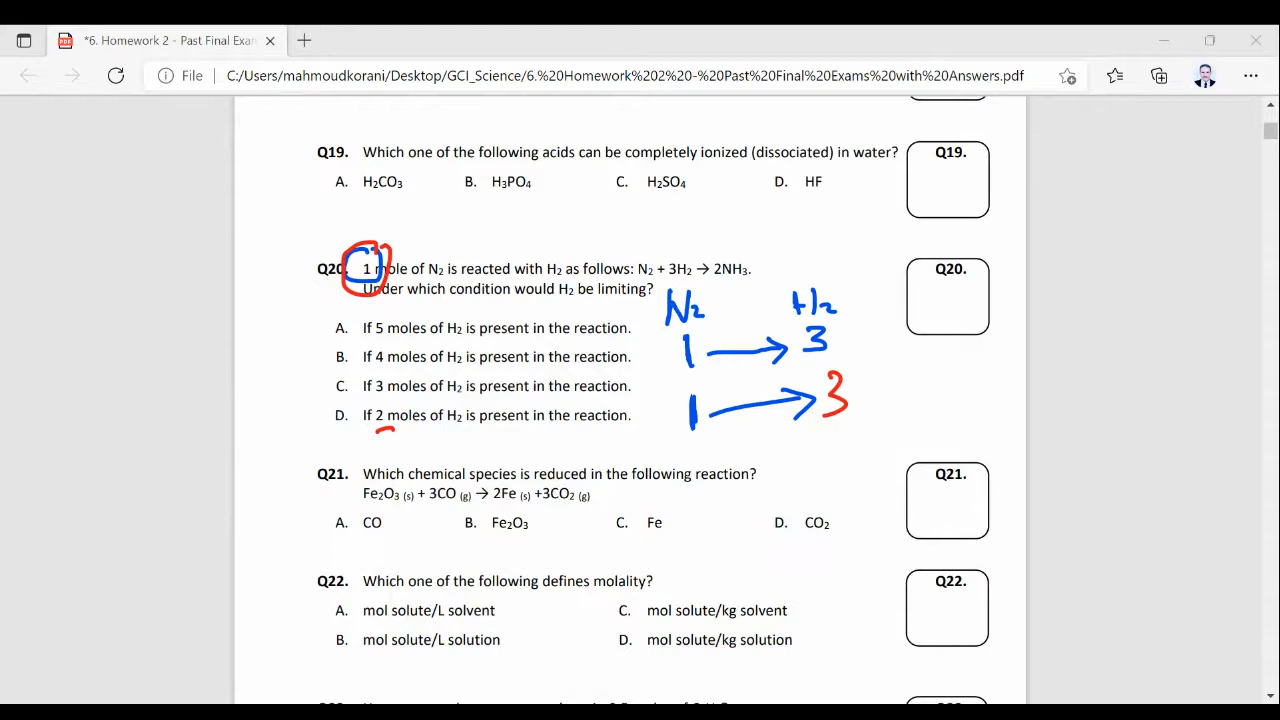 *6. Homework 2 - Past Final Exa
File C:/Users/mahmoudkorani/Desktop/GCI_Science/6.%20Homework%202%20-%20Past%20Final%20Exams%20with%20Answers.pdf
Q19. Which one of the following acids can be completely ionized (dissociated) in water? Q19.
A. H₂CO₃ B. H₃PO₄ C. H₂SO₄ D. HF
Q20. 1 mole of N₂ is reacted with H₂ as follows: N₂ + 3H₂ → 2NH₃. Q20.
Under which condition would H₂ be limiting?
N₂ H₂
A. If 5 moles of H₂ is present in the reaction.
1 → 3
B. If 4 moles of H₂ is present in the reaction.
C. If 3 moles of H₂ is present in the reaction.
1 → 3
D. If 2 moles of H₂ is present in the reaction.
Q21. Which chemical species is reduced in the following reaction? Q21.
Fe₂O₃ (s) + 3CO (g) → 2Fe (s) +3CO₂ (g)
A. CO B. Fe₂O₃ C. Fe D. CO₂
Q22. Which one of the following defines molality? Q22.
A. mol solute/L solvent C. mol solute/kg solvent
B. mol solute/L solution D. mol solute/kg solution